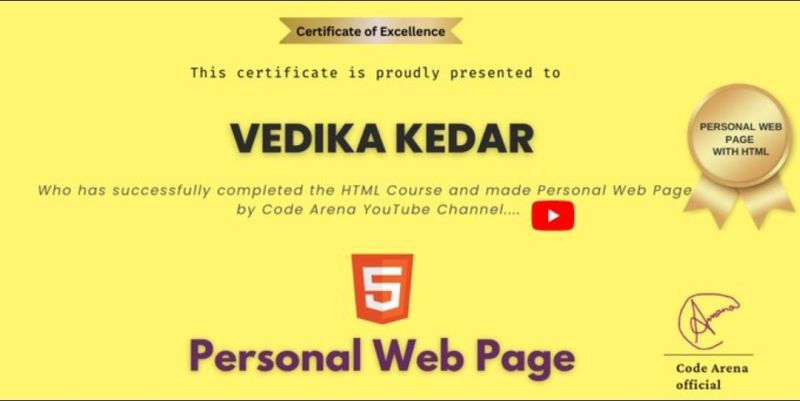 Certificate of Excellence
This certificate is proudly presented to
VEDIKA KEDAR
PERSONAL WEB
PAGE
WITH HTML
Who has successfully completed the HTML Course and made Personal Web Page
by Code Arena YouTube Channel....
5
Personal Web Page
Code Arena
official